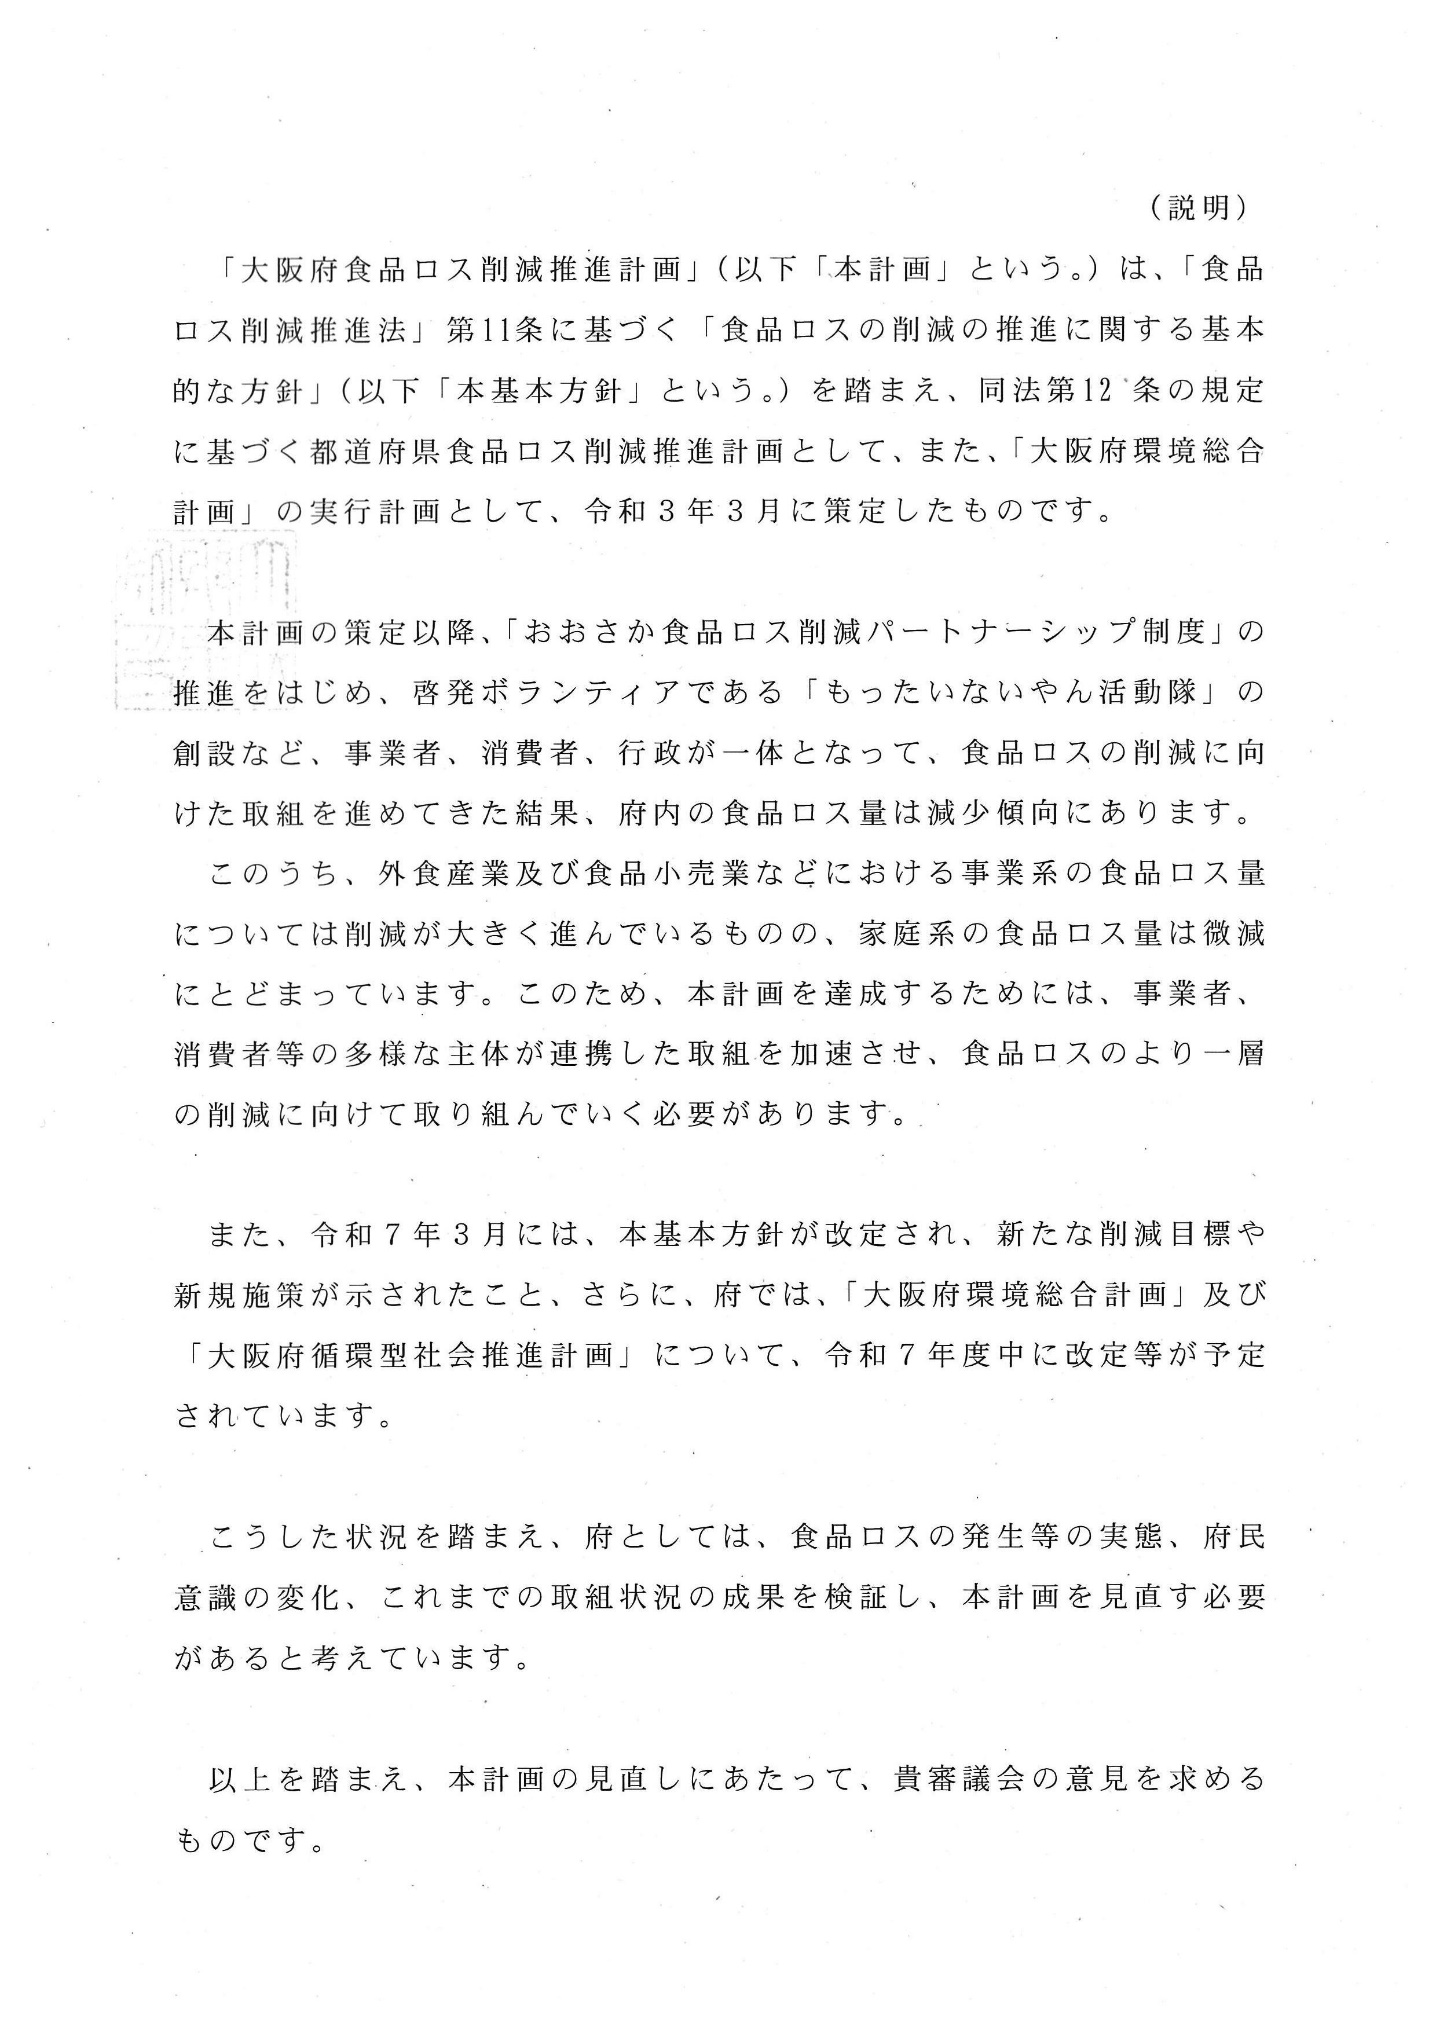 （説明）
「大阪府食品ロス削減推進計画」（以下「本計画」という。）は、「食品
ロス削減推進法」第11条に基づく「食品ロスの削減の推進に関する基本
的な方針」（以下「本基本方針」という。）を踏まえ、同法第12条の規定
に基づく都道府県食品ロス削減推進計画として、また、「大阪府環境総合
計画」の実行計画として、令和３年３月に策定したものです。
本計画の策定以降、「おおさか食品ロス削減パートナーシップ制度」の
推進をはじめ、啓発ボランティアである「もったいないやん活動隊」の
創設など、事業者、消費者、行政が一体となって、食品ロスの削減に向
けた取組を進めてきた結果、府内の食品ロス量は減少傾向にあります。
このうち、外食産業及び食品小売業などにおける事業系の食品ロス量
については削減が大きく進んでいるものの、家庭系の食品ロス量は微減
にとどまっています。このため、本計画を達成するためには、事業者、
消費者等の多様な主体が連携した取組を加速させ、食品ロスのより一層
の削減に向けて取り組んでいく必要があります。
また、令和７年３月には、本基本方針が改定され、新たな削減目標や
新規施策が示されたこと、さらに、府では、「大阪府環境総合計画」及び
「大阪府循環型社会推進計画」について、令和７年度中に改定等が予定
されています。
こうした状況を踏まえ、府としては、食品ロスの発生等の実態、府民
意識の変化、これまでの取組状況の成果を検証し、本計画を見直す必要
があると考えています。
以上を踏まえ、本計画の見直しにあたって、貴審議会の意見を求める
ものです。